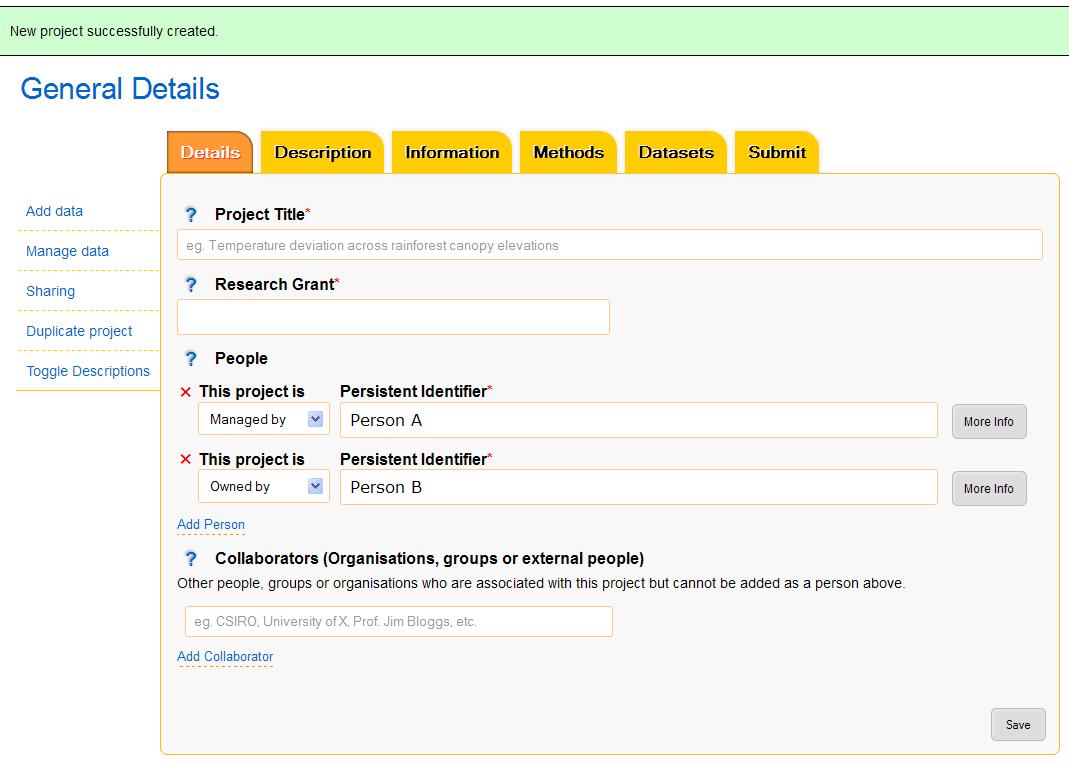 New project successfully created.
General Details
Details Description Information Methods Datasets Submit
Add data
Manage data
Sharing
Duplicate project
Toggle Descriptions
? Project Title*
eg. Temperature deviation across rainforest canopy elevations
? Research Grant*
? People
This project is Persistent Identifier*
Managed by Person A More Info
This project is Persistent Identifier*
Owned by Person B More Info
Add Person
? Collaborators (Organisations, groups or external people)
Other people, groups or organisations who are associated with this project but cannot be added as a person above.
eg. CSIRO, University of X, Prof. Jim Bloggs, etc.
Add Collaborator
Save